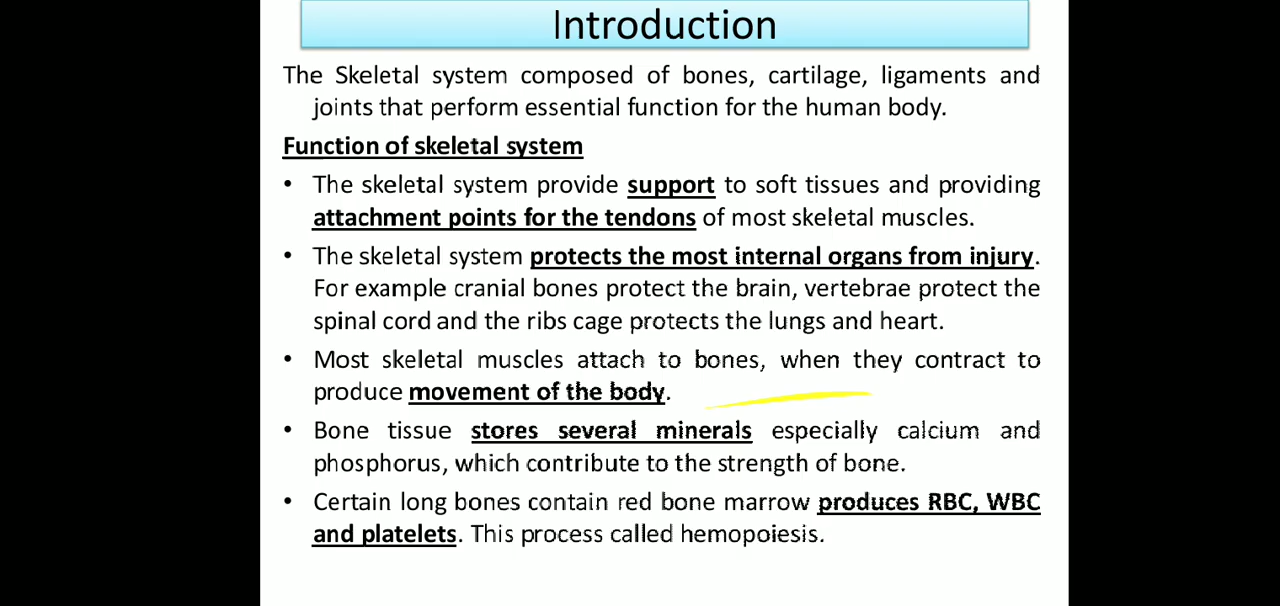 Introduction
The Skeletal system composed of bones, cartilage, ligaments and
joints that perform essential function for the human body.
Function of skeletal system
• The skeletal system provide support to soft tissues and providing
attachment points for the tendons of most skeletal muscles.
• The skeletal system protects the most internal organs from injury.
For example cranial bones protect the brain, vertebrae protect the
spinal cord and the ribs cage protects the lungs and heart.
• Most skeletal muscles attach to bones, when they contract to
produce movement of the body.
• Bone tissue stores several minerals especially calcium and
phosphorus, which contribute to the strength of bone.
• Certain long bones contain red bone marrow produces RBC, WBC
and platelets. This process called hemopoiesis.